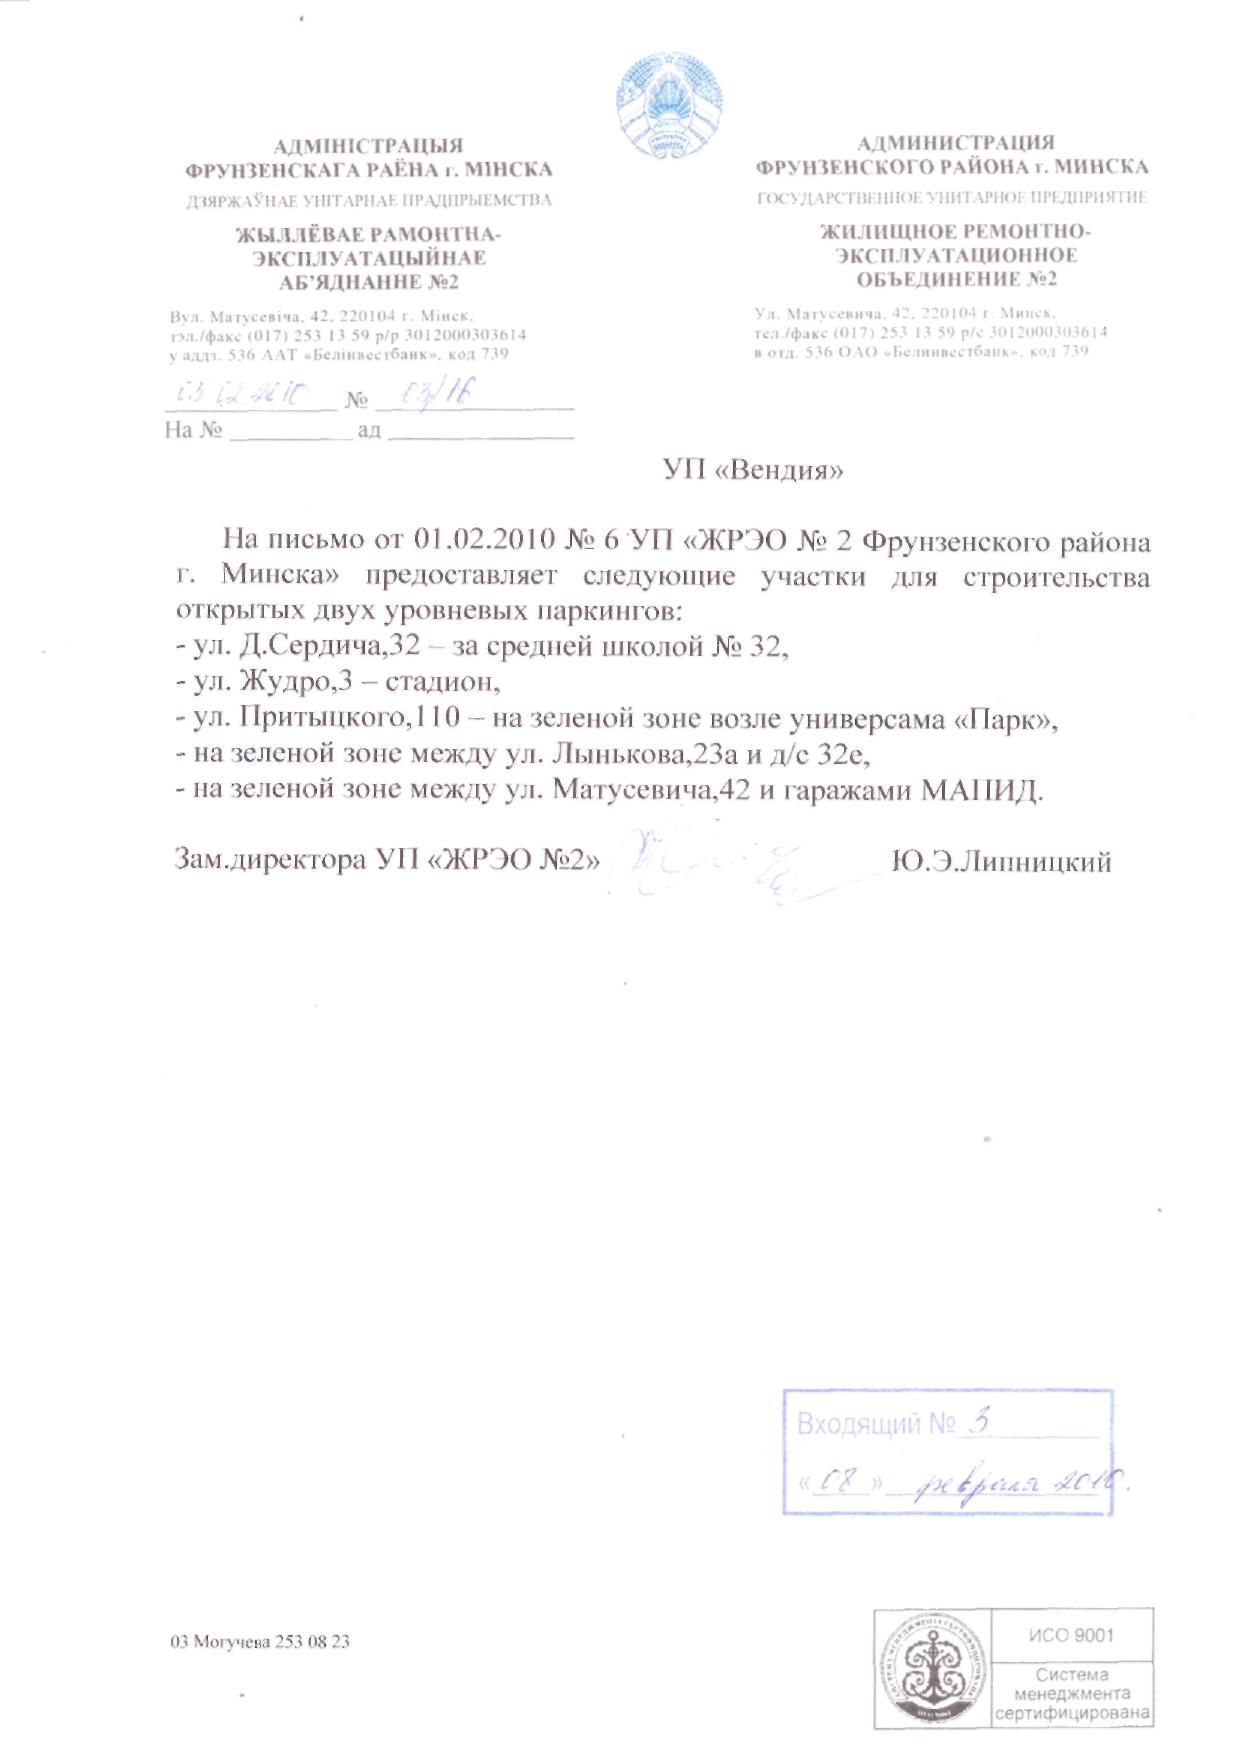 АДМІНІСТРАЦЫЯ
ФРУНЗЕНСКАГА РАЁНА г. МІНСКА
ДЗЯРЖАЎНАЕ УНІТАРНАЕ ПРАДПРЫЕМСТВА
ЖЫЛЛЁВАЕ РАМОНТНА-
ЭКСПЛУАТАЦЫЙНАЕ
АБ’ЯДНАННЕ №2
Вул. Матусевіча, 42, 220104 г. Мінск,
тэл./факс (017) 253 13 59 р/р 3012000303614
у аддз. 536 ААТ «Белінвестбанк», код 739
АДМИНИСТРАЦИЯ
ФРУНЗЕНСКОГО РАЙОНА г. МИНСКА
ГОСУДАРСТВЕННОЕ УНИТАРНОЕ ПРЕДПРИЯТИЕ
ЖИЛИЩНОЕ РЕМОНТНО-
ЭКСПЛУАТАЦИОННОЕ
ОБЪЕДИНЕНИЕ №2
Ул. Матусевича, 42, 220104 г. Минск,
тел./факс (017) 253 13 59 р/с 3012000303614
в отд. 536 ОАО «Белинвестбанк», код 739
03 02.2010 № 03/16
На № ад
УП «Вендия»
На письмо от 01.02.2010 № 6 УП «ЖРЭО № 2 Фрунзенского района
г. Минска» предоставляет следующие участки для строительства
открытых двух уровневых паркингов:
- ул. Д.Сердича,32 – за средней школой № 32,
- ул. Жудро,3 – стадион,
- ул. Притыцкого,110 – на зеленой зоне возле универсама «Парк»,
- на зеленой зоне между ул. Лынькова,23а и д/с 32е,
- на зеленой зоне между ул. Матусевича,42 и гаражами МАПИД.
Зам.директора УП «ЖРЭО №2» Ю.Э.Липницкий
Входящий № 3
«08» февраля 2010.
03 Могучева 253 08 23
ИСО 9001
Система
менеджмента
сертифицирована